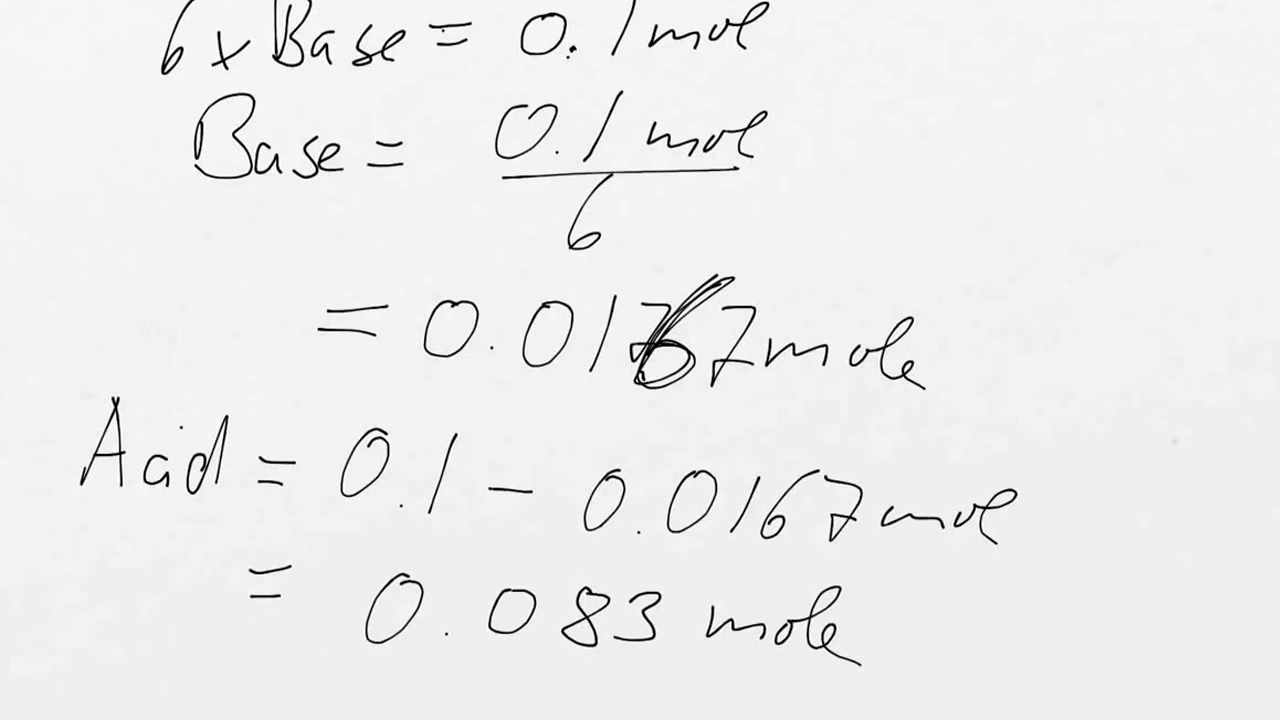 6 x Base = 0.1 mol
Base = 0.1 mol
6
= 0.0167 mole
Acid = 0.1 - 0.0167 mol
= 0.083 mole